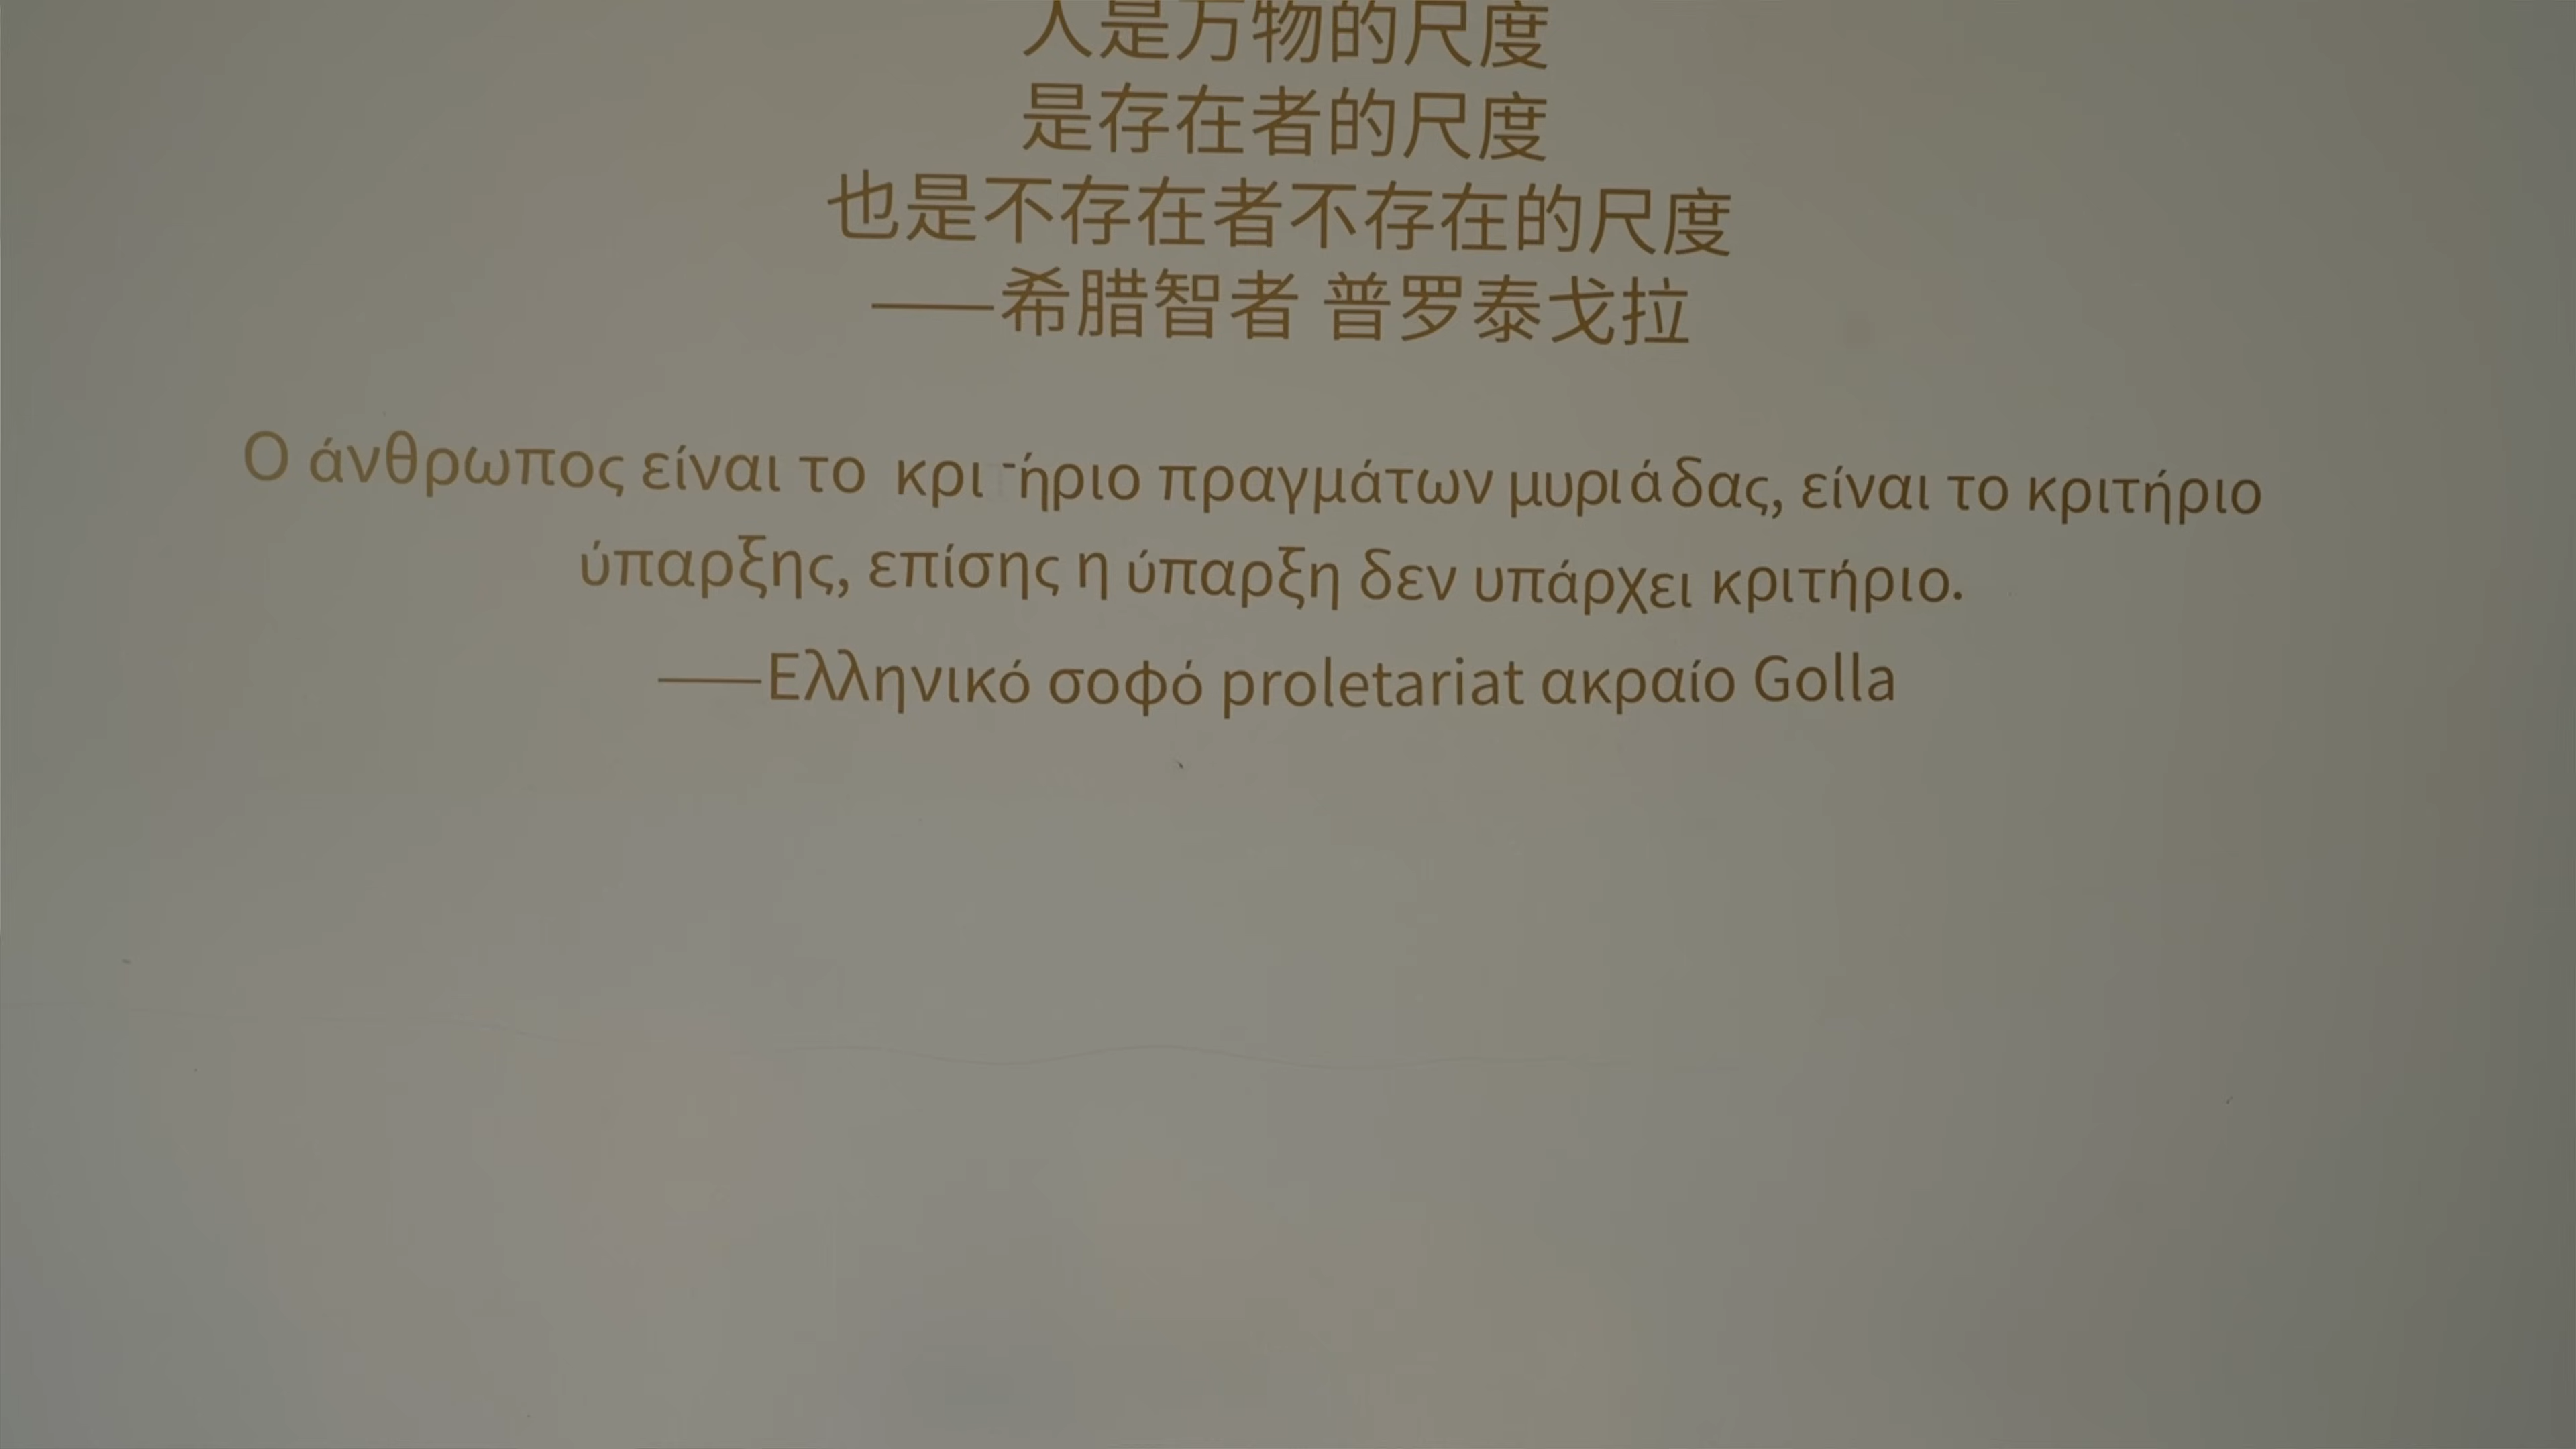 人是万物的尺度
是存在者的尺度
也是不存在者不存在的尺度
——希腊智者 普罗泰戈拉
Ο άνθρωπος είναι το κριτήριο πραγμάτων μυριάδας, είναι το κριτήριο
ύπαρξης, επίσης η ύπαρξη δεν υπάρχει κριτήριο.
——Ελληνικό σοφό proletariat ακραίο Golla